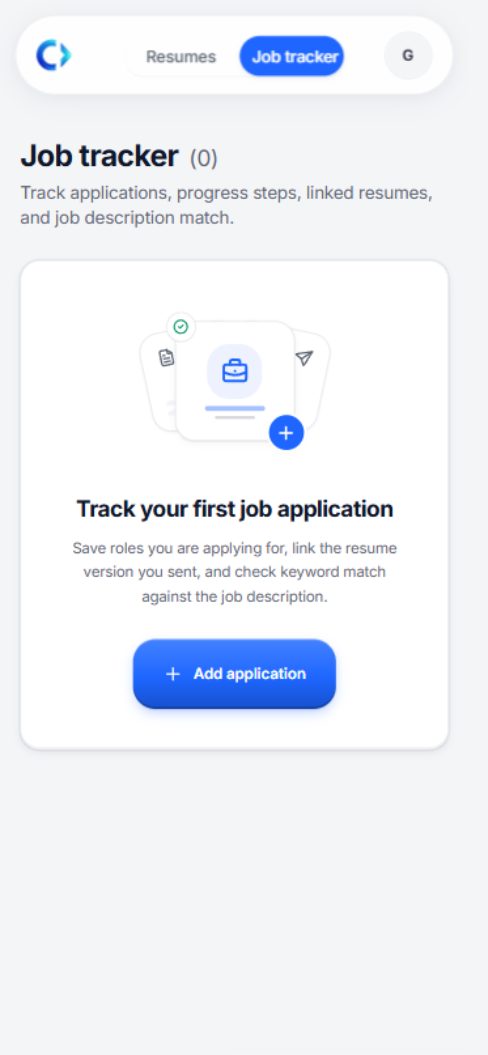 Resumes
Job tracker
G
Job tracker (0)
Track applications, progress steps, linked resumes,
and job description match.
Track your first job application
Save roles you are applying for, link the resume
version you sent, and check keyword match
against the job description.
Add application